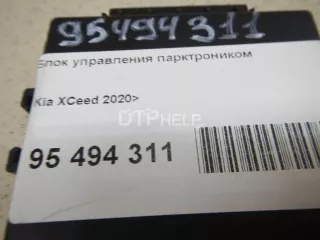 95494311
Блок управления парктроником
Kia XCeed 2020>
DTPHELP
95 494 311